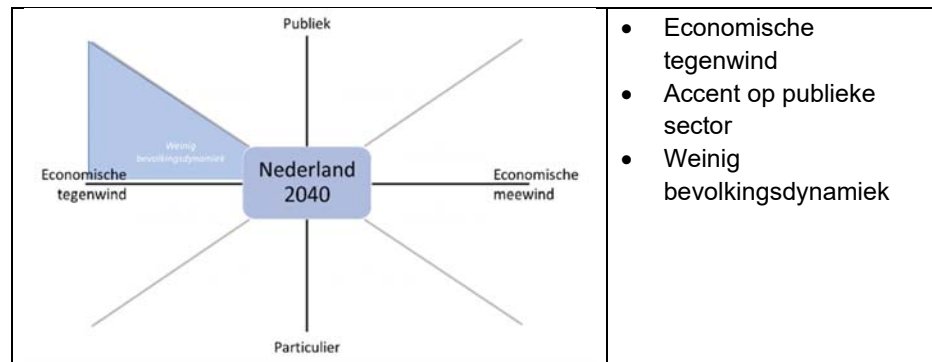 Publiek
Weinig
bevolkingsdynamiek
Economische
tegenwind
Nederland
2040
Economische
meewind
Particulier
• Economische
tegenwind
• Accent op publieke
sector
• Weinig
bevolkingsdynamiek